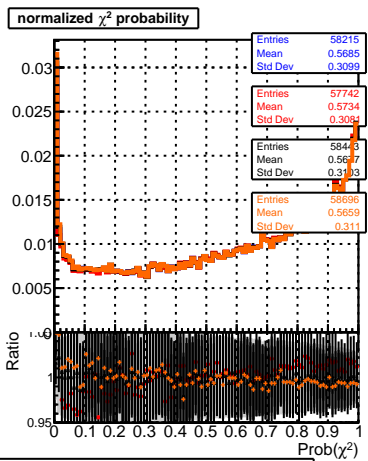 normalized χ² probability
Entries 58215
Mean 0.5685
Std Dev 0.3099
Entries 57742
Mean 0.5734
Std Dev
Entries
Mean
Std Dev
Entries 58696
Mean 0.5659
Std Dev 0.311
0.03
0.025
0.02
0.015
0.01
0.005
Ratio
1
0.95
0 0.1 0.2 0.3 0.4 0.5 0.6 0.7 0.8 0.9 1
Prob(χ²)